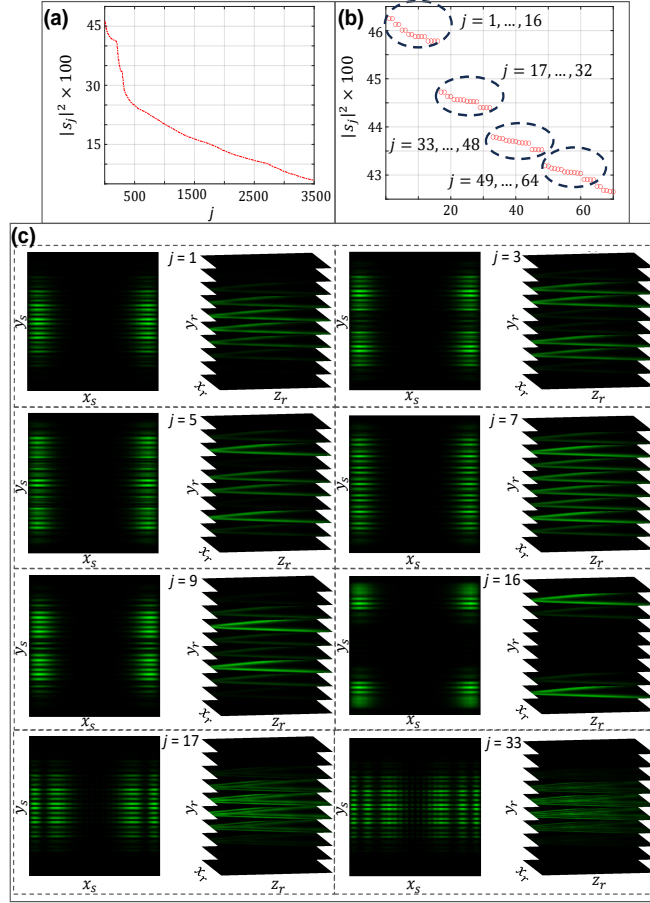 (a)
|s_j|² × 100
45
30
15
500
1500
2500
3500
j
(b)
|s_j|² × 100
46
45
44
43
20
40
60
j = 1, ..., 16
j = 17, ..., 32
j = 33, ..., 48
j = 49, ..., 64
(c)
y_s
x_s
j = 1
y_r
x_r
z_r
y_s
x_s
j = 3
y_r
x_r
z_r
y_s
x_s
j = 5
y_r
x_r
z_r
y_s
x_s
j = 7
y_r
x_r
z_r
y_s
x_s
j = 9
y_r
x_r
z_r
y_s
x_s
j = 16
y_r
x_r
z_r
y_s
x_s
j = 17
y_r
x_r
z_r
y_s
x_s
j = 33
y_r
x_r
z_r